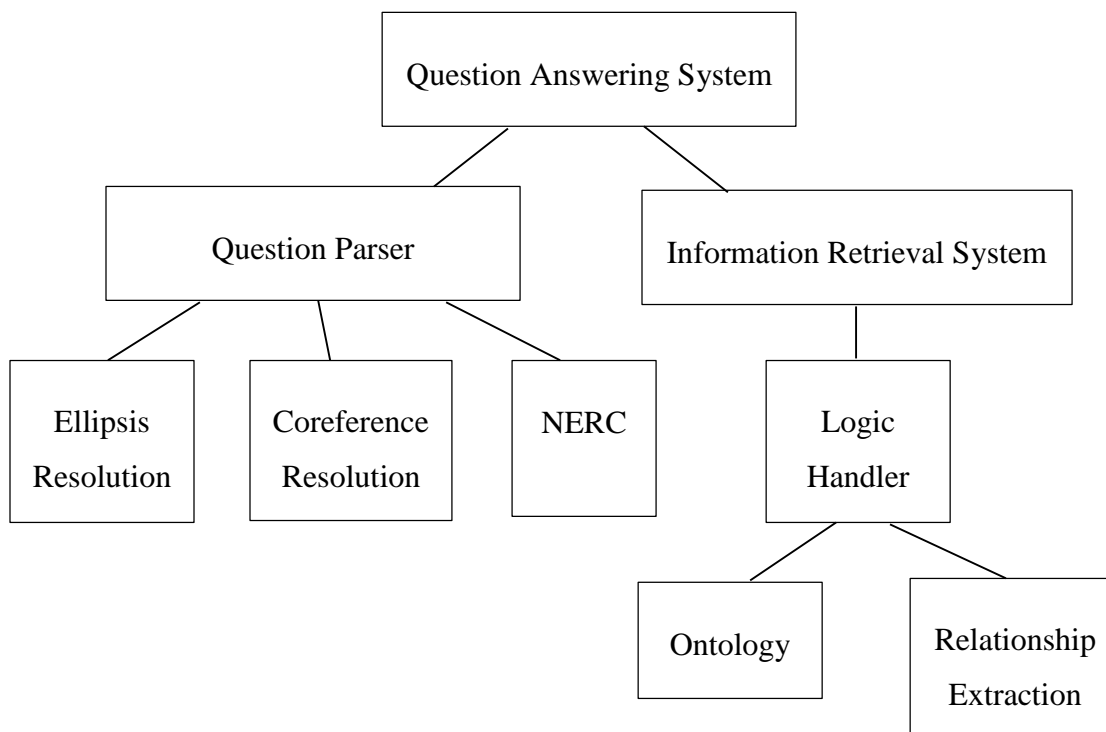 Question Answering System
Question Parser
Information Retrieval System
Ellipsis
Resolution
Coreference
Resolution
NERC
Logic
Handler
Ontology
Relationship
Extraction